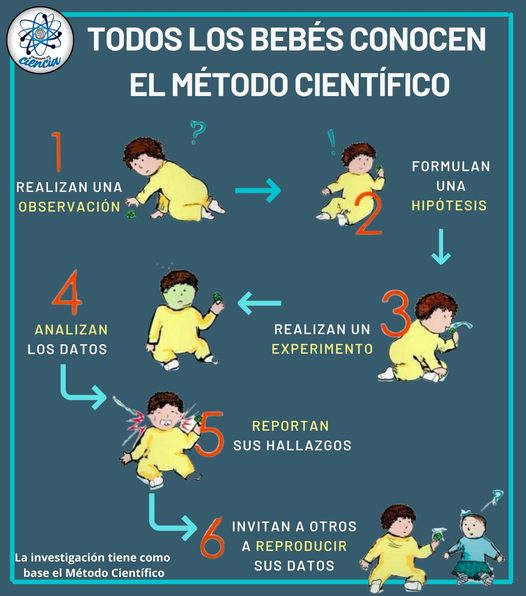 ciencia
TODOS LOS BEBÉS CONOCEN
EL MÉTODO CIENTÍFICO
1
REALIZAN UNA
OBSERVACIÓN
?
!
2
FORMULAN
UNA
HIPÓTESIS
3
REALIZAN UN
EXPERIMENTO
4
ANALIZAN
LOS DATOS
5
REPORTAN
SUS HALLAZGOS
6
INVITAN A OTROS
A REPRODUCIR
SUS DATOS
?
La investigación tiene como
base el Método Científico